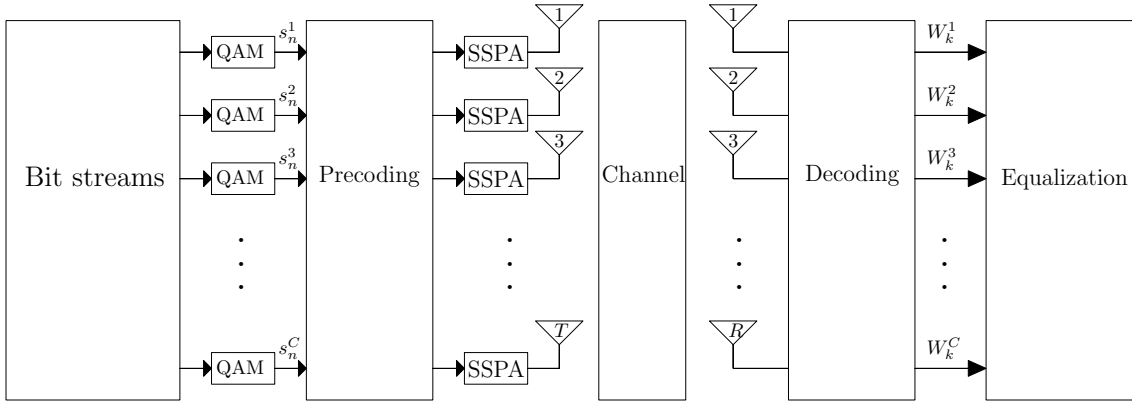 1 1
QAM s_n^1 SSPA W_k^1
2 2
QAM s_n^2 SSPA W_k^2
3 3
Bit streams QAM s_n^3 Precoding SSPA Channel Decoding W_k^3 Equalization
T R
QAM s_n^C SSPA W_k^C